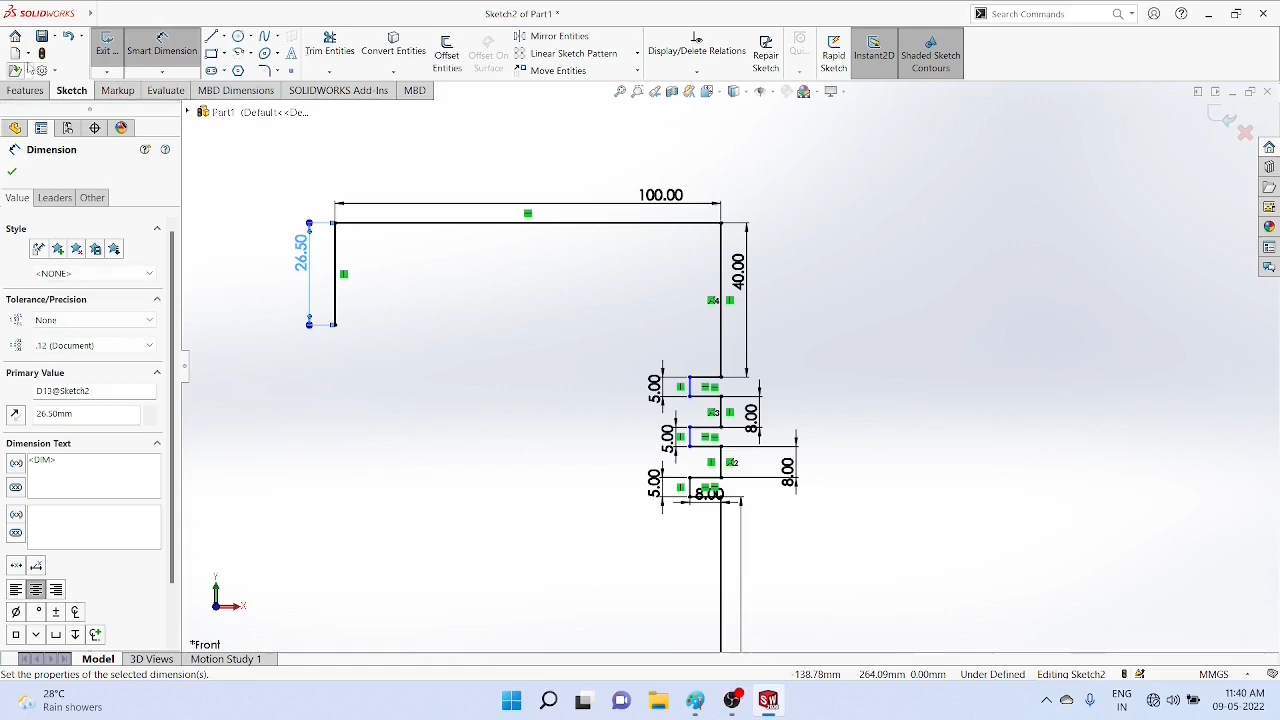 SOLIDWORKS
Sketch2 of Part1 *
Search Commands
Exit ...
Smart Dimension
Trim Entities
Convert Entities
Offset Entities
Offset On Surface
Mirror Entities
Linear Sketch Pattern
Move Entities
Display/Delete Relations
Repair Sketch
Qui...
Rapid Sketch
Instant2D
Shaded Sketch Contours
Features
Sketch
Markup
Evaluate
MBD Dimensions
SOLIDWORKS Add-Ins
MBD
Part1 (Default<<De...
Dimension
Value
Leaders
Other
Style
<NONE>
Tolerance/Precision
None
.12 (Document)
Primary Value
D13@Sketch2
26.50mm
Dimension Text
<DIM>
100.00
26.50
40.00
5.00
8.00
5.00
8.00
5.00
8.00
Y
X
*Front
Model
3D Views
Motion Study 1
Set the properties of the selected dimension(s).
-138.78mm
264.09mm 0.00mm
Under Defined
Editing Sketch2
MMGS
28°C
Rain showers
ENG
IN
11:40 AM
09-05-2022